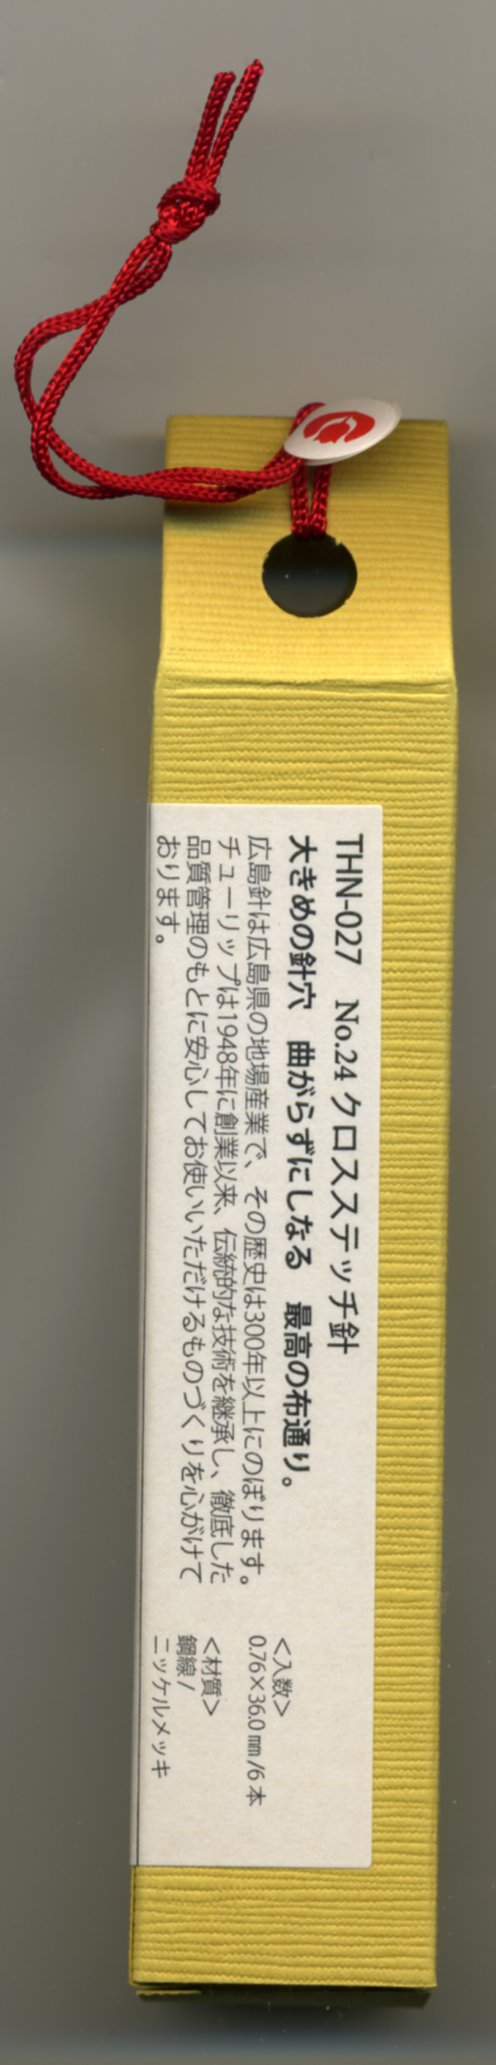 THN-027 No.24 クロスステッチ針
大きめの針穴 曲がらずにしなる 最高の布通り。
広島針は広島県の地場産業で、その歴史は300年以上にのぼります。
チューリップは1948年に創業以来、伝統的な技術を継承し、徹底した
品質管理のもとに安心してお使いいただけるものづくりを心がけて
おります。
＜入数＞
0.76×36.0㎜/6本
＜材質＞
鋼線/
ニッケルメッキ